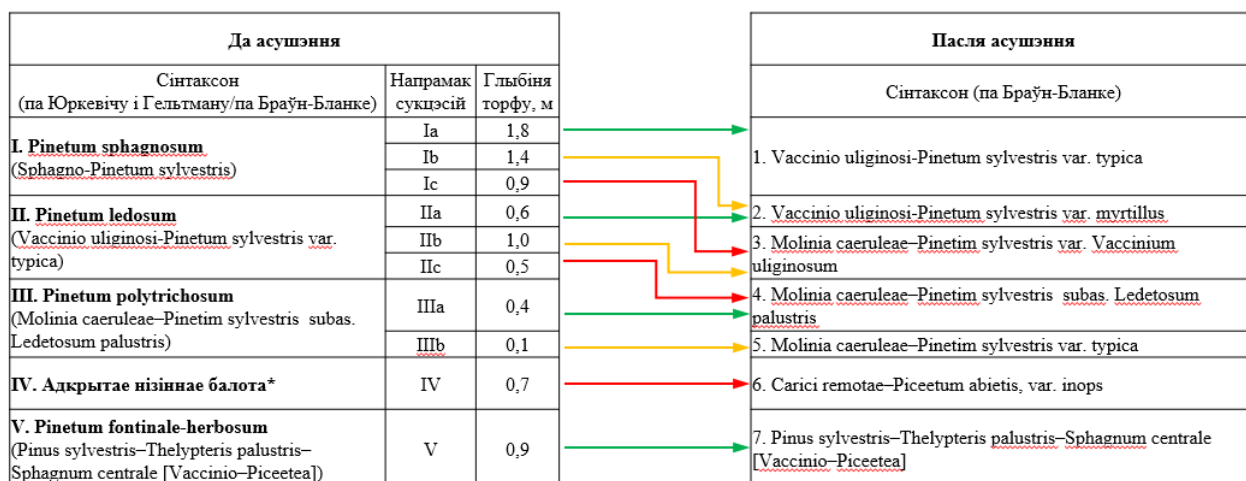 Да асушэння
Сінтаксон
(па Юркевічу і Гельтману/па Браўн-Бланке)
Напрамак
сукцэсій
Глыбіня
торфу, м
I. Pinetum sphagnosum
(Sphagno-Pinetum sylvestris)
Ia
1,8
Ib
1,4
Ic
0,9
II. Pinetum ledosum
(Vaccinio uliginosi-Pinetum sylvestris var.
typica)
IIa
0,6
IIb
1,0
IIc
0,5
III. Pinetum polytrichosum
(Molinia caeruleae–Pinetim sylvestris subas.
Ledetosum palustris)
IIIa
0,4
IIIb
0,1
IV. Адкрытае нізіннае балота*
IV
0,7
V. Pinetum fontinale-herbosum
(Pinus sylvestris–Thelypteris palustris–
Sphagnum centrale [Vaccinio–Piceetea])
V
0,9
Пасля асушэння
Сінтаксон (па Браўн-Бланке)
1. Vaccinio uliginosi-Pinetum sylvestris var. typica
2. Vaccinio uliginosi-Pinetum sylvestris var. myrtillus
3. Molinia caeruleae–Pinetim sylvestris var. Vaccinium
uliginosum
4. Molinia caeruleae–Pinetim sylvestris subas. Ledetosum
palustris
5. Molinia caeruleae–Pinetim sylvestris var. typica
6. Carici remotae–Piceetum abietis, var. inops
7. Pinus sylvestris–Thelypteris palustris–Sphagnum centrale
[Vaccinio–Piceetea]